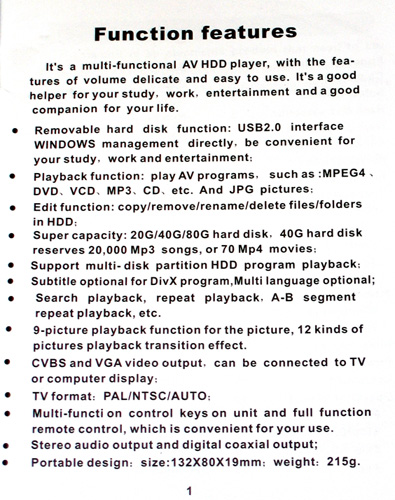 Function features
It's a multi-functional AV HDD player, with the fea-
tures of volume delicate and easy to use. It's a good
helper for your study、work、entertainment and a good
companion for your life.
● Removable hard disk function: USB2.0 interface
WINDOWS management directly, be convenient for
your study、work and entertainment;
● Playback function: play AV programs, such as :MPEG4、
DVD、VCD、MP3、CD、etc. And JPG pictures;
● Edit function: copy/remove/rename/delete files/folders
in HDD;
● Super capacity: 20G/40G/80G hard disk, 40G hard disk
reserves 20,000 Mp3 songs, or 70 Mp4 movies;
● Support multi-disk partition HDD program playback;
● Subtitle optional for DivX program,Multi language optional;
● Search playback, repeat playback, A-B segment
repeat playback, etc.
● 9-picture playback function for the picture, 12 kinds of
pictures playback transition effect.
● CVBS and VGA video output, can be connected to TV
or computer display;
● TV format: PAL/NTSC/AUTO;
● Multi-functi on control keys on unit and full function
remote control, which is convenient for your use.
● Stereo audio output and digital coaxial output;
● Portable design: size:132X80X19mm; weight: 215g.
1